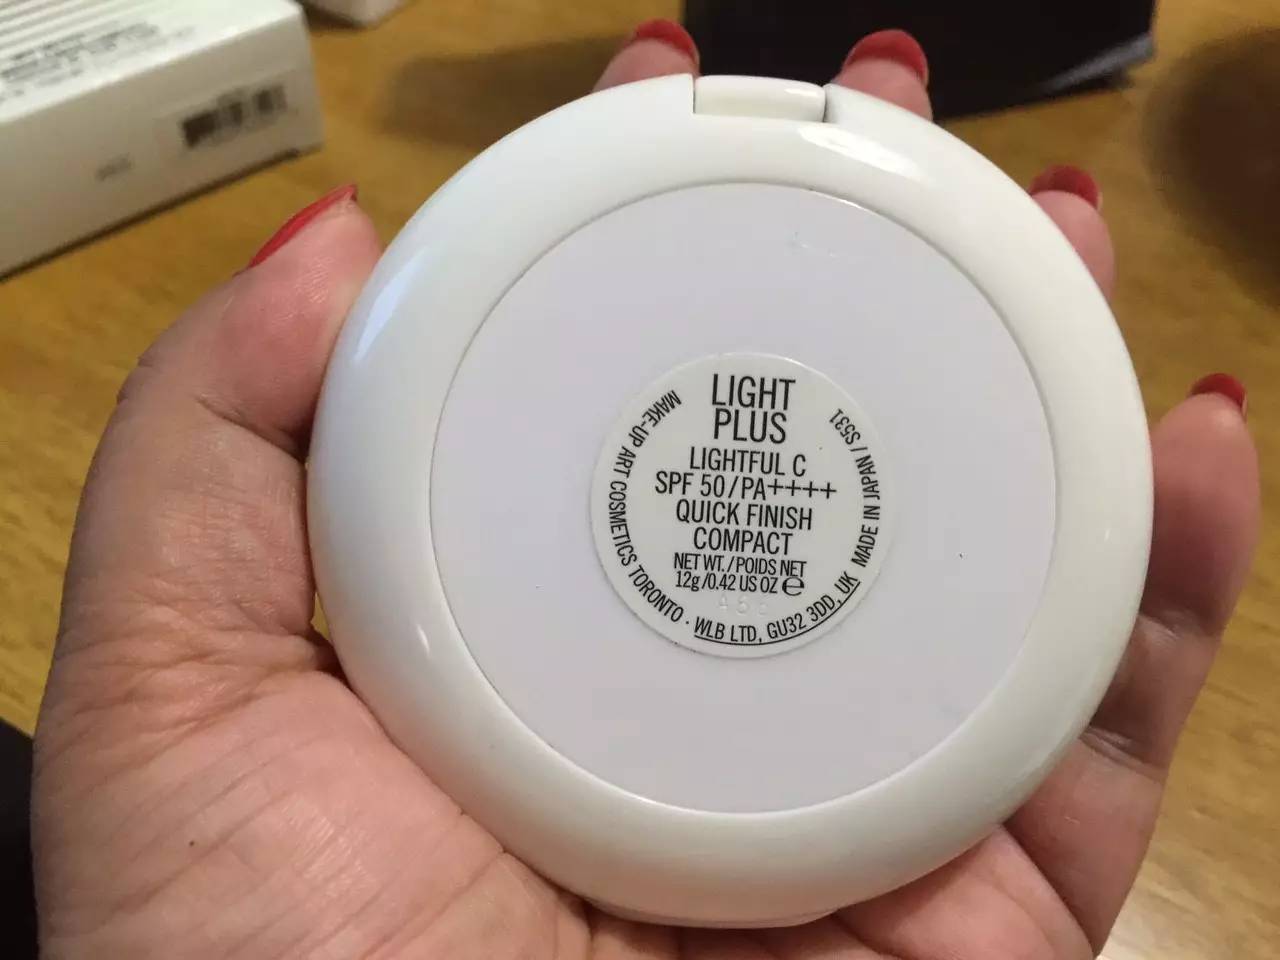 LIGHT
PLUS
LIGHTFUL C
SPF 50/PA++++
QUICK FINISH
COMPACT
NET WT./POIDS NET
12g/0.42 US OZ e
MAKE-UP ART COSMETICS TORONTO · WLB LTD, GU32 3DD, UK MADE IN JAPAN / S531